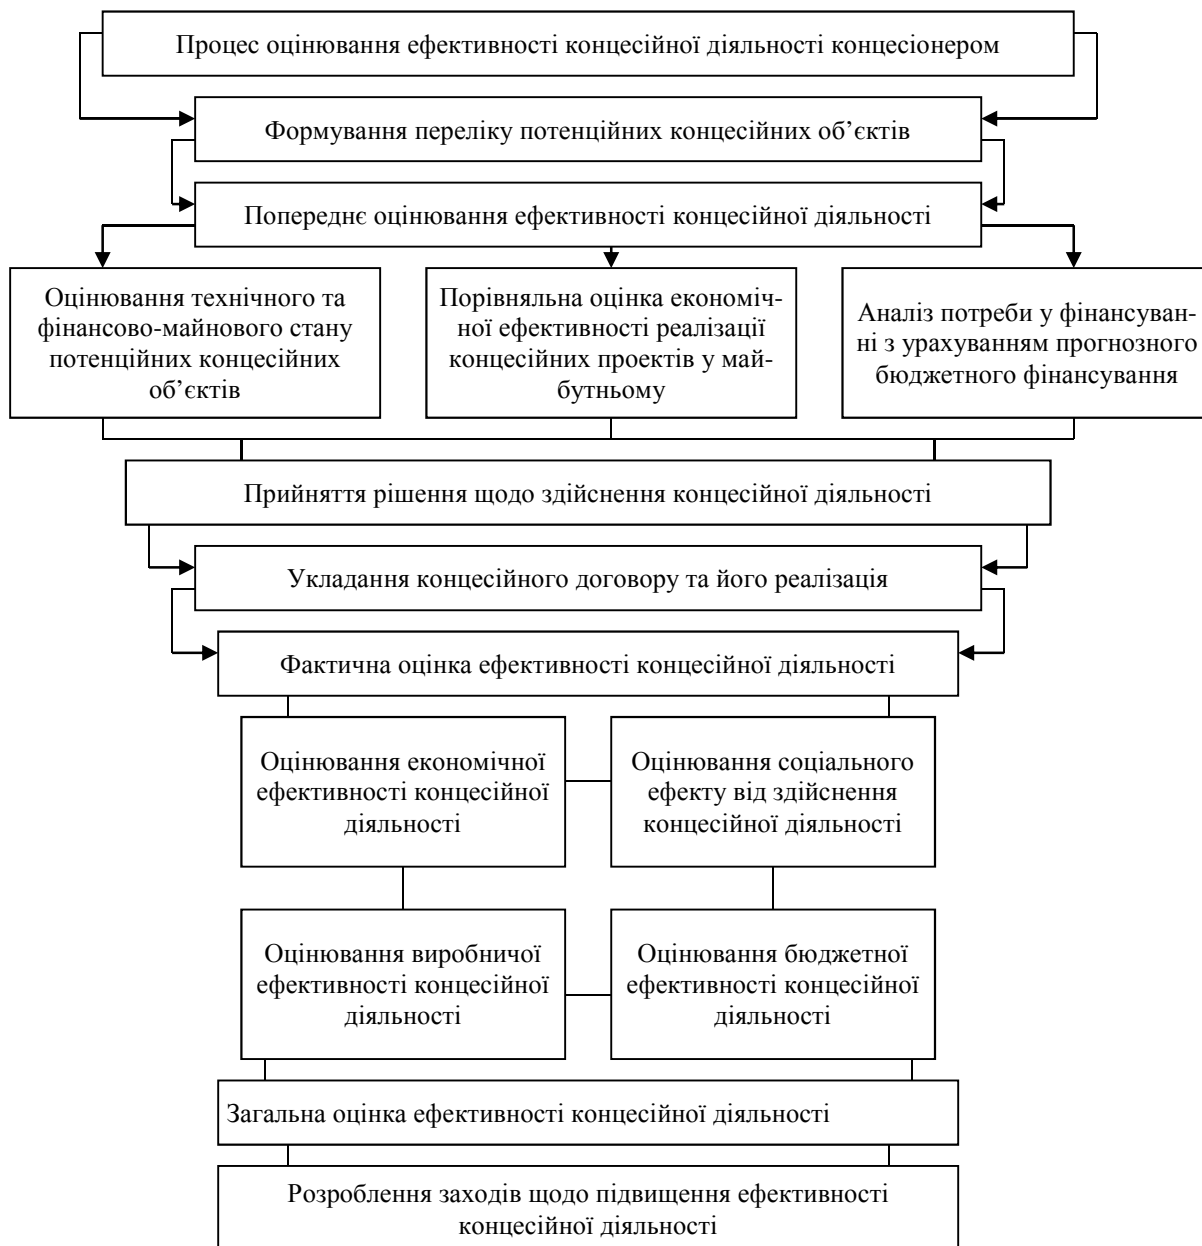 Процес оцінювання ефективності концесійної діяльності концесіонером
Формування переліку потенційних концесійних об’єктів
Попереднє оцінювання ефективності концесійної діяльності
Оцінювання технічного та
фінансово-майнового стану
потенційних концесійних
об’єктів
Порівняльна оцінка економіч-
ної ефективності реалізації
концесійних проектів у май-
бутньому
Аналіз потреби у фінансуван-
ні з урахуванням прогнозного
бюджетного фінансування
Прийняття рішення щодо здійснення концесійної діяльності
Укладання концесійного договору та його реалізація
Фактична оцінка ефективності концесійної діяльності
Оцінювання економічної
ефективності концесійної
діяльності
Оцінювання соціального
ефекту від здійснення
концесійної діяльності
Оцінювання виробничої
ефективності концесійної
діяльності
Оцінювання бюджетної
ефективності концесійної
діяльності
Загальна оцінка ефективності концесійної діяльності
Розроблення заходів щодо підвищення ефективності
концесійної діяльності